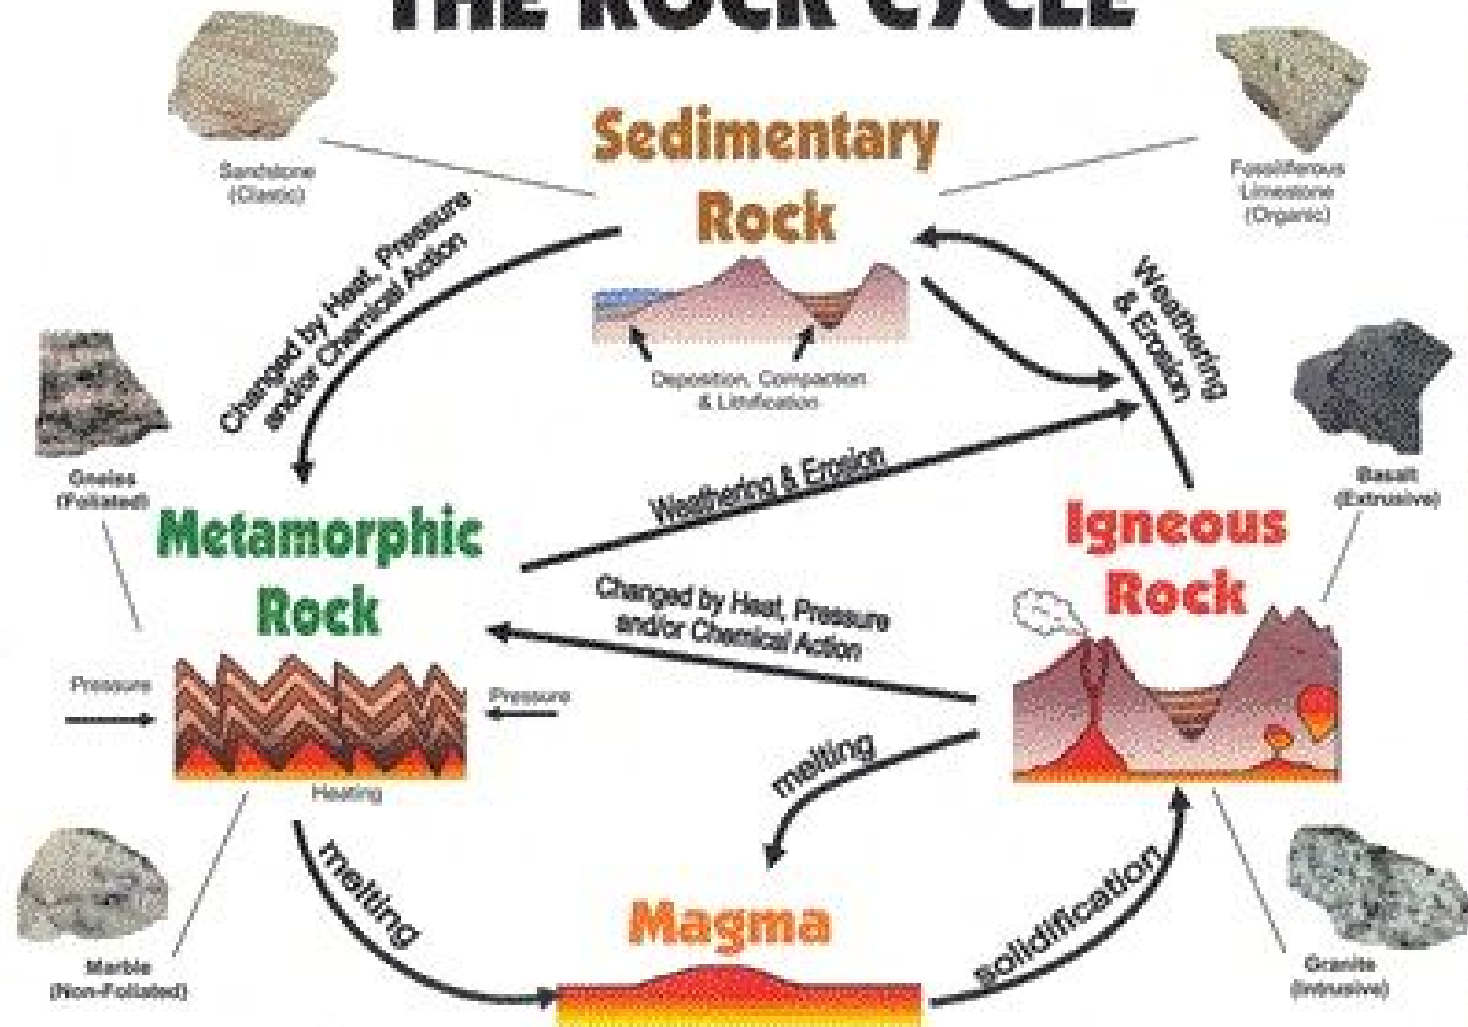 THE ROCK CYCLE
Sandstone
(Clastic)
Sedimentary
Rock
Fossiliferous
Limestone
(Organic)
Changed by Heat, Pressure
and/or Chemical Action
Weathering
& Erosion
Deposition, Compaction
& Lithification
Gneiss
(Foliated)
Basalt
(Extrusive)
Weathering & Erosion
Metamorphic
Rock
Igneous
Rock
Changed by Heat, Pressure
and/or Chemical Action
Pressure
Pressure
Heating
melting
melting
Magma
solidification
Marble
(Non-Foliated)
Granite
(Intrusive)